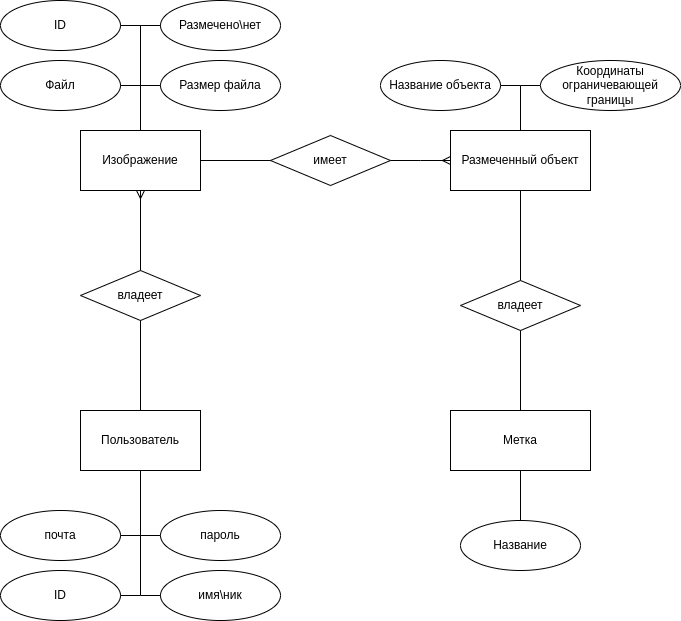 ID
Размечено\нет
Файл
Размер файла
Название объекта
Координаты
ограничевающей
границы
Изображение
имеет
Размеченный объект
владеет
владеет
Пользователь
Метка
почта
пароль
Название
ID
имя\ник